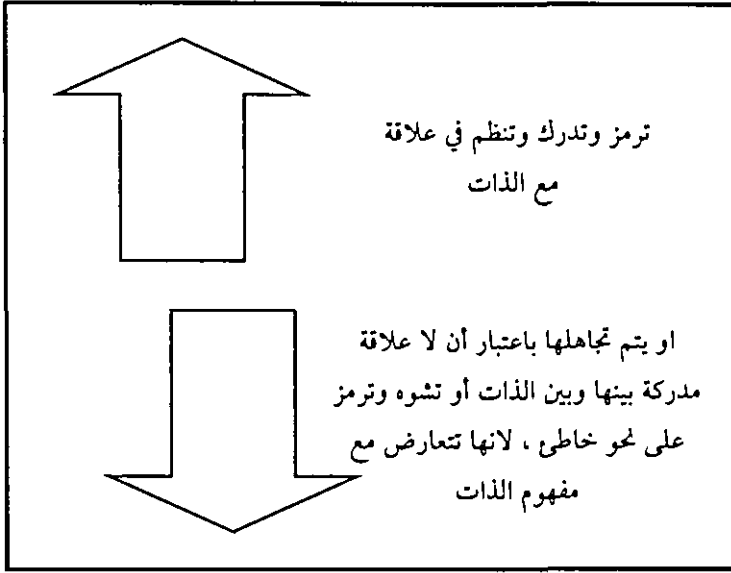 ترمز وتدرك وتنظم في علاقة
مع الذات
او يتم تجاهلها باعتبار أن لا علاقة
مدركة بينها وبين الذات أو تشوه وترمز
على نحو خاطئ ، لانها تتعارض مع
مفهوم الذات